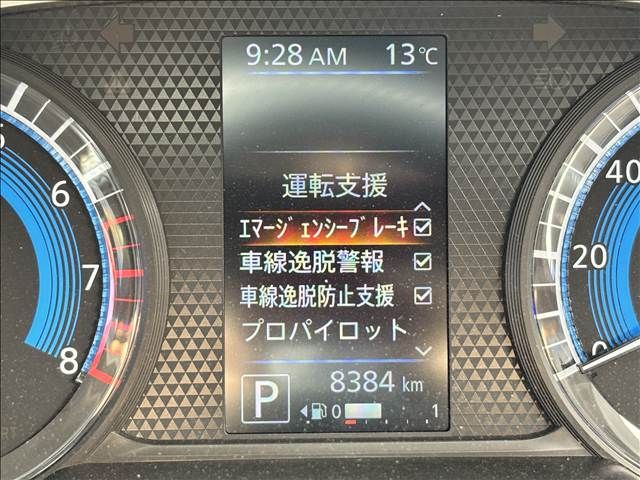 9:28 AM 13℃
運転支援
ｴﾏｰｼﾞｪﾝｼｰﾌﾞﾚｰｷ
車線逸脱警報
車線逸脱防止支援
プロパイロット
P 8384 km
0 1
6
7
8
40
20
0